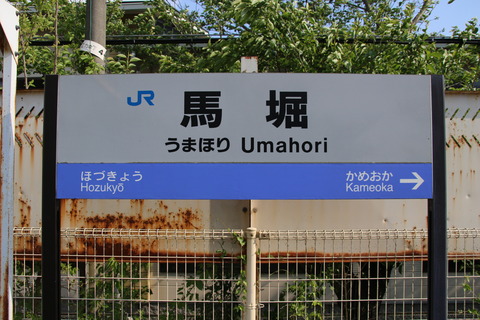 JR 馬堀
うまほり Umahori
ほづきょう かめおか →
Hozukyō Kameoka